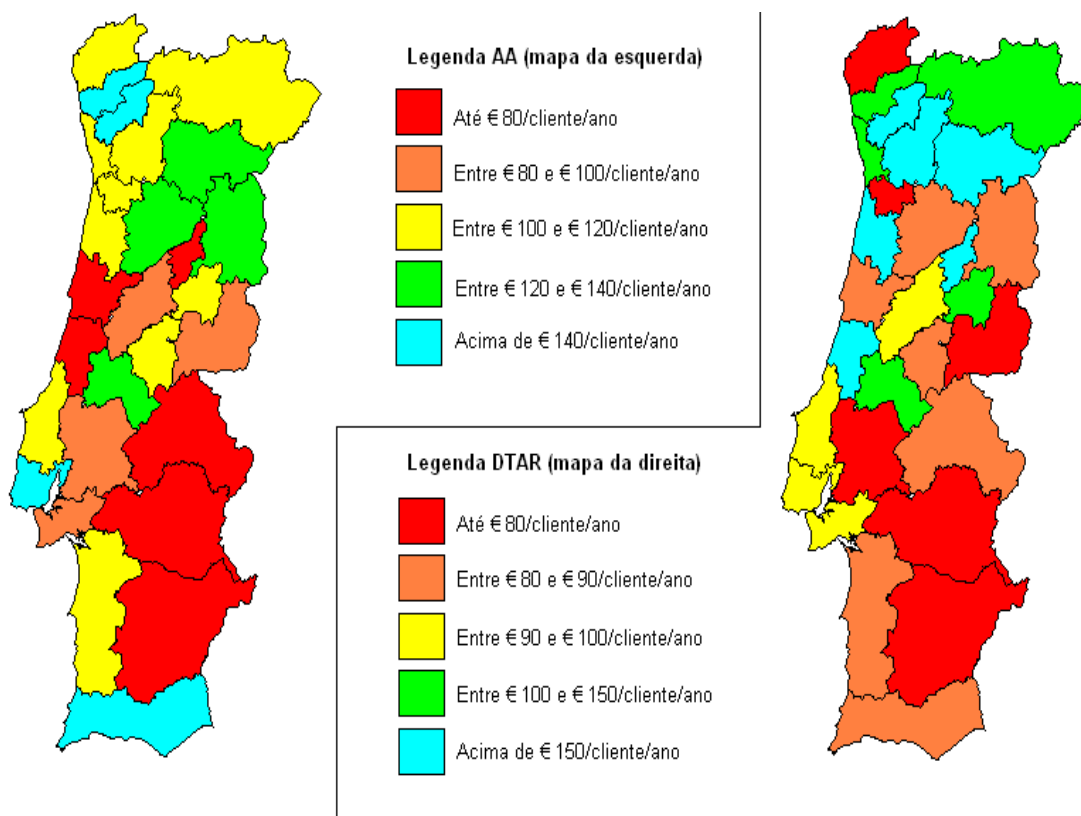 Legenda AA (mapa da esquerda)
Até € 80/cliente/ano
Entre € 80 e € 100/cliente/ano
Entre € 100 e € 120/cliente/ano
Entre € 120 e € 140/cliente/ano
Acima de € 140/cliente/ano
Legenda DTAR (mapa da direita)
Até € 80/cliente/ano
Entre € 80 e € 90/cliente/ano
Entre € 90 e € 100/cliente/ano
Entre € 100 e € 150/cliente/ano
Acima de € 150/cliente/ano